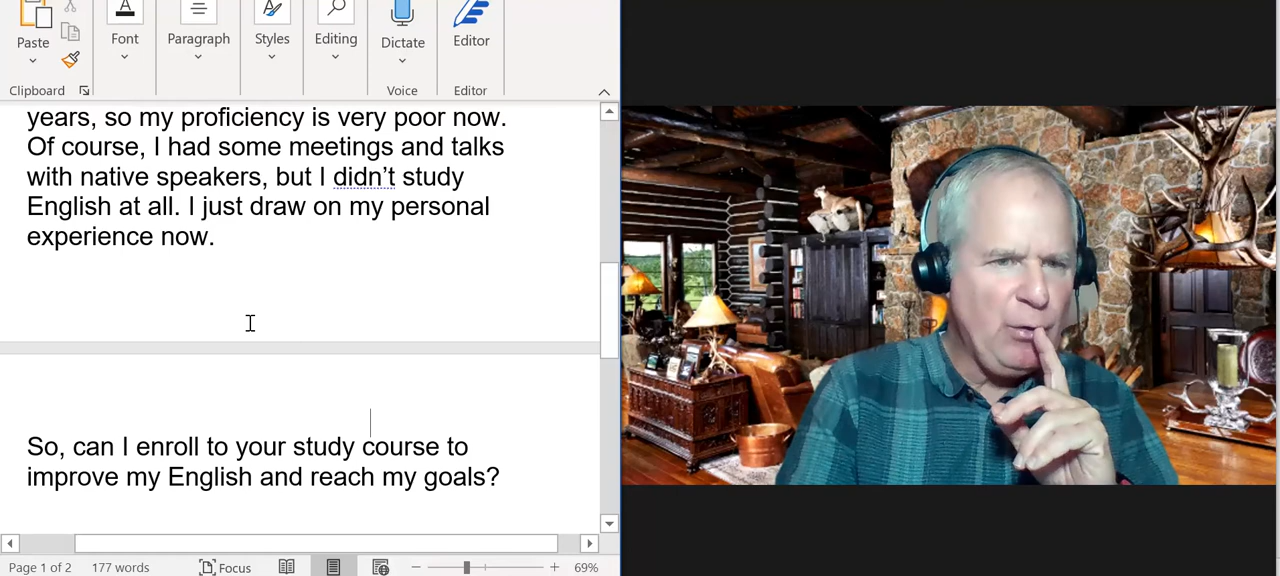 Paste
Font
Paragraph
Styles
Editing
Dictate
Editor
Clipboard
Voice
Editor
years, so my proficiency is very poor now.
Of course, I had some meetings and talks
with native speakers, but I didn’t study
English at all. I just draw on my personal
experience now.
So, can I enroll to your study course to
improve my English and reach my goals?
Page 1 of 2
177 words
Focus
69%